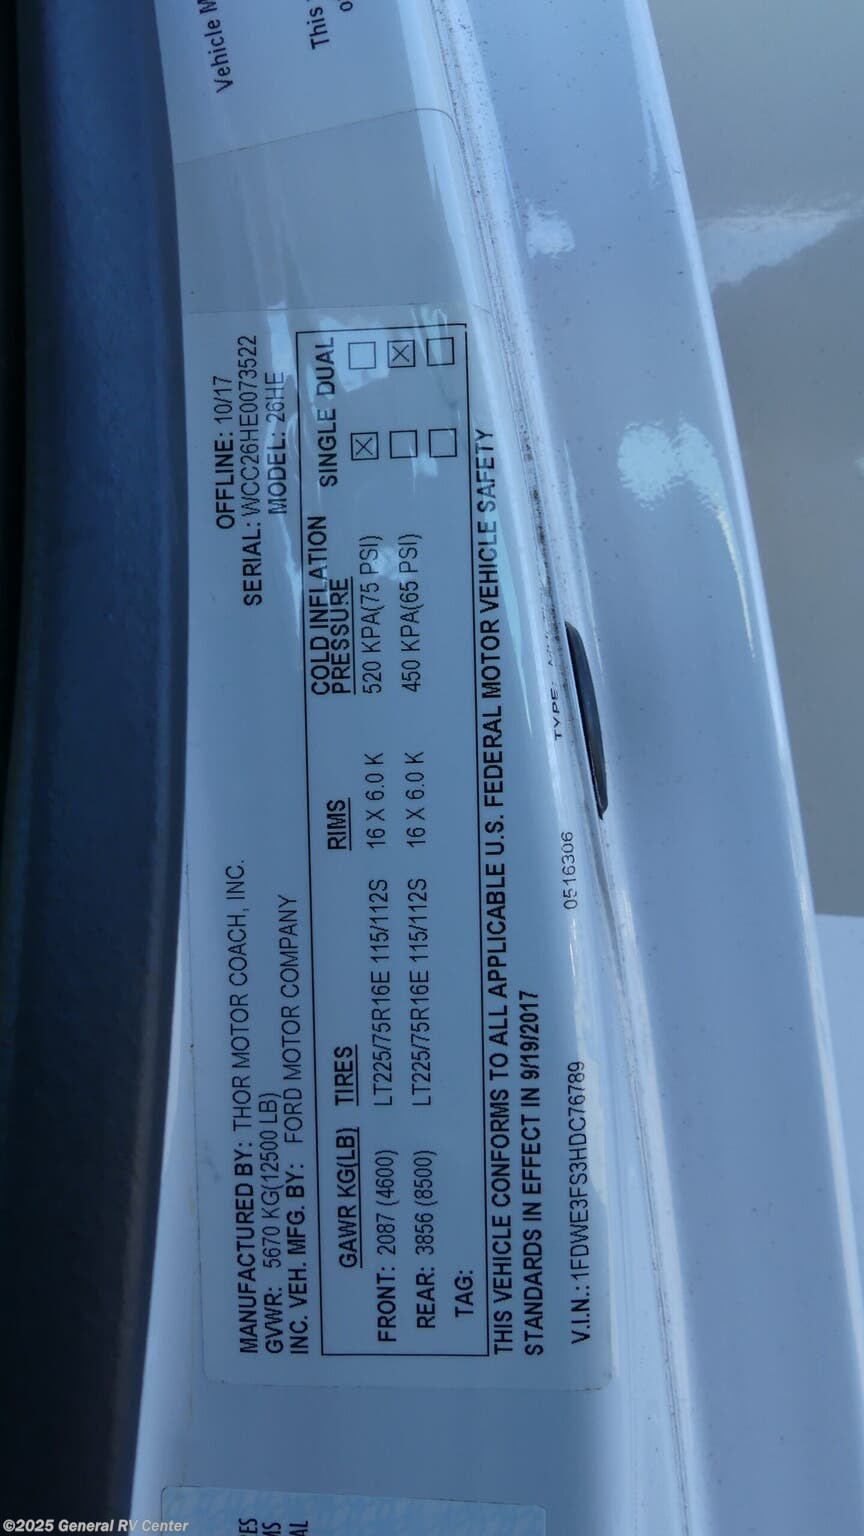 MANUFACTURED BY: THOR MOTOR COACH, INC. OFFLINE: 10/17
GVWR: 5670 KG(12500 LB) SERIAL: WCC26HE0073522
INC. VEH. MFG. BY: FORD MOTOR COMPANY MODEL: 26HE
GAWR KG(LB) TIRES RIMS COLD INFLATION PRESSURE SINGLE DUAL
FRONT: 2087 (4600) LT225/75R16E 115/112S 16 X 6.0 K 520 KPA(75 PSI) ☒ ☐
REAR: 3856 (8500) LT225/75R16E 115/112S 16 X 6.0 K 450 KPA(65 PSI) ☐ ☒
TAG: ☐ ☐
THIS VEHICLE CONFORMS TO ALL APPLICABLE U.S. FEDERAL MOTOR VEHICLE SAFETY
STANDARDS IN EFFECT IN 9/19/2017
V.I.N.: 1FDWE3FS3HDC76789 0516306 TYPE:
Vehicle
This
©2025 General RV Center